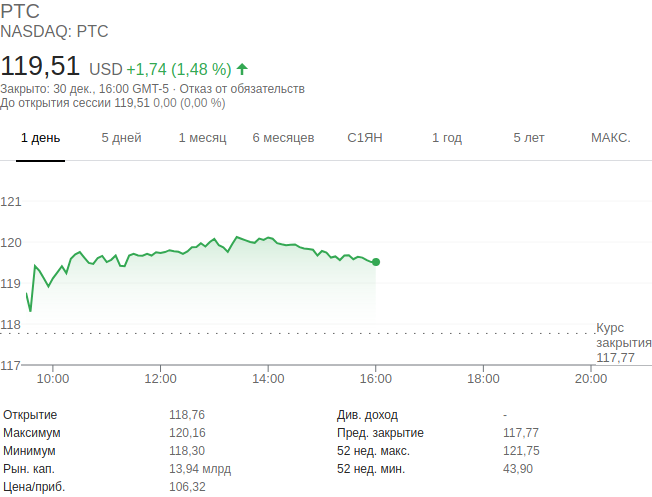 PTC
NASDAQ: PTC
119,51 USD +1,74 (1,48 %)
Закрыто: 30 дек., 16:00 GMT-5 · Отказ от обязательств
До открытия сессии 119,51 0,00 (0,00 %)
1 день 5 дней 1 месяц 6 месяцев С1ЯН 1 год 5 лет МАКС.
121
120
119
118
Курс
закрытия
117,77
117
10:00 12:00 14:00 16:00 18:00 20:00
Открытие 118,76 Див. доход -
Максимум 120,16 Пред. закрытие 117,77
Минимум 118,30 52 нед. макс. 121,75
Рын. кап. 13,94 млрд 52 нед. мин. 43,90
Цена/приб. 106,32